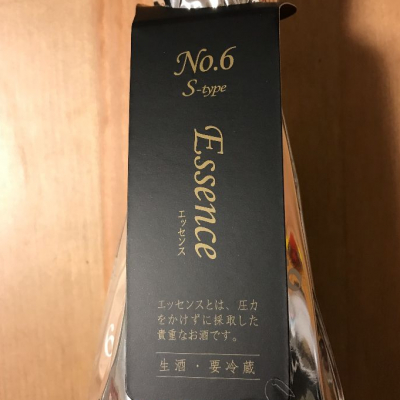 No.6
S-type
Essence
エッセンス
エッセンスとは、圧力
をかけずに採取した
貴重なお酒です。
生酒・要冷蔵
6